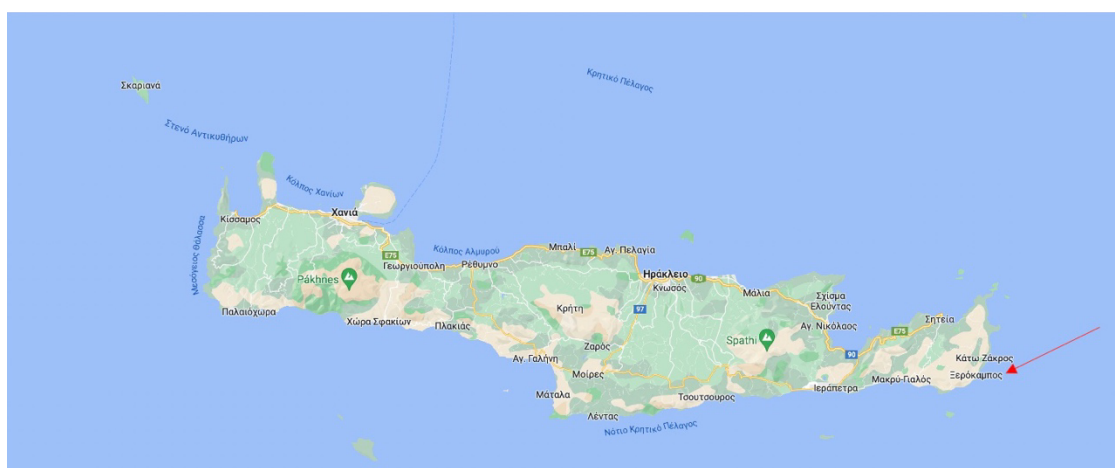 Σκαριανά
Στενό Αντικυθήρων
Κρητικό Πέλαγος
Κόλπος Χανίων
Χανιά
Κίσσαμος
Μεσόγειος Θάλασσα
E75
Γεωργιούπολη
Κόλπος Αλμυρού
Ρέθυμνο
Μπαλί
E75
Αγ. Πελαγία
Pákhnes
Παλαιόχωρα
Χώρα Σφακίων
Πλακιάς
Αγ. Γαλήνη
Ηράκλειο
90
Κνωσός
Μάλια
Σχίσμα
Ελούντας
Κρήτη
97
Αγ. Νικόλαος
E75
Σητεία
Spathi
Ζαρός
90
Κάτω Ζάκρος
Μοίρες
Ξερόκαμπος
Μακρύ-Γιαλός
Ιεράπετρα
Μάταλα
Τσουτσουρος
Λέντας
Νότιο Κρητικό Πέλαγος